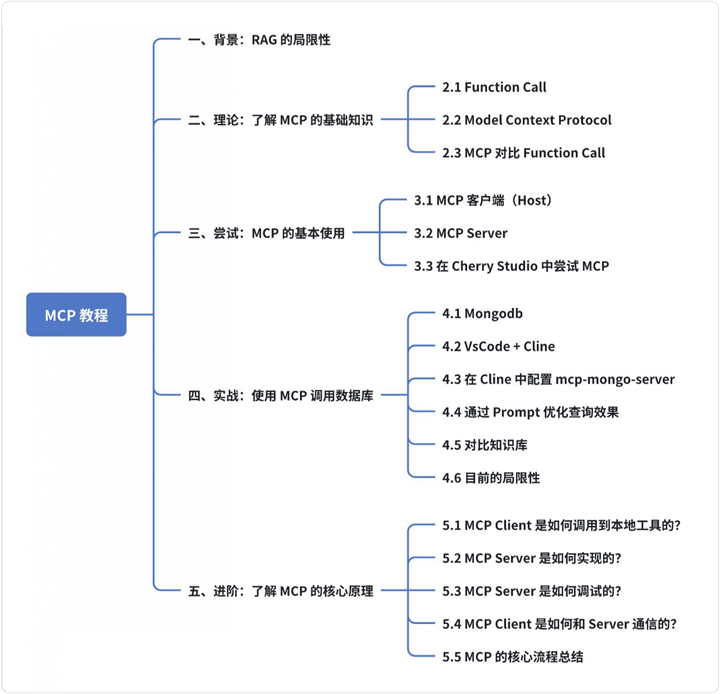 MCP 教程
一、背景：RAG 的局限性
二、理论：了解 MCP 的基础知识
2.1 Function Call
2.2 Model Context Protocol
2.3 MCP 对比 Function Call
三、尝试：MCP 的基本使用
3.1 MCP 客户端（Host）
3.2 MCP Server
3.3 在 Cherry Studio 中尝试 MCP
四、实战：使用 MCP 调用数据库
4.1 Mongodb
4.2 VsCode + Cline
4.3 在 Cline 中配置 mcp-mongo-server
4.4 通过 Prompt 优化查询效果
4.5 对比知识库
4.6 目前的局限性
五、进阶：了解 MCP 的核心原理
5.1 MCP Client 是如何调用到本地工具的?
5.2 MCP Server 是如何实现的?
5.3 MCP Server 是如何调试的?
5.4 MCP Client 是如何和 Server 通信的?
5.5 MCP 的核心流程总结